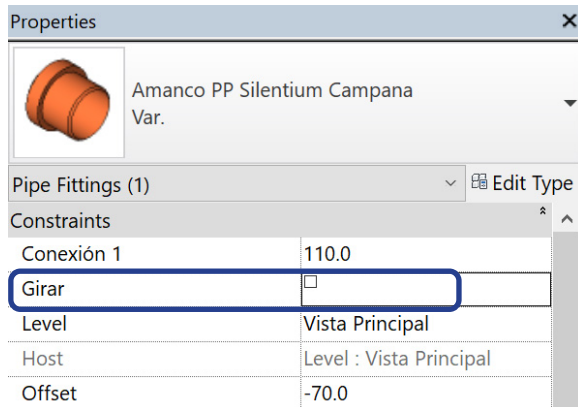 Properties
Amanco PP Silentium Campana
Var.
Pipe Fittings (1) Edit Type
Constraints
Conexión 1 110.0
Girar
Level Vista Principal
Host Level : Vista Principal
Offset -70.0